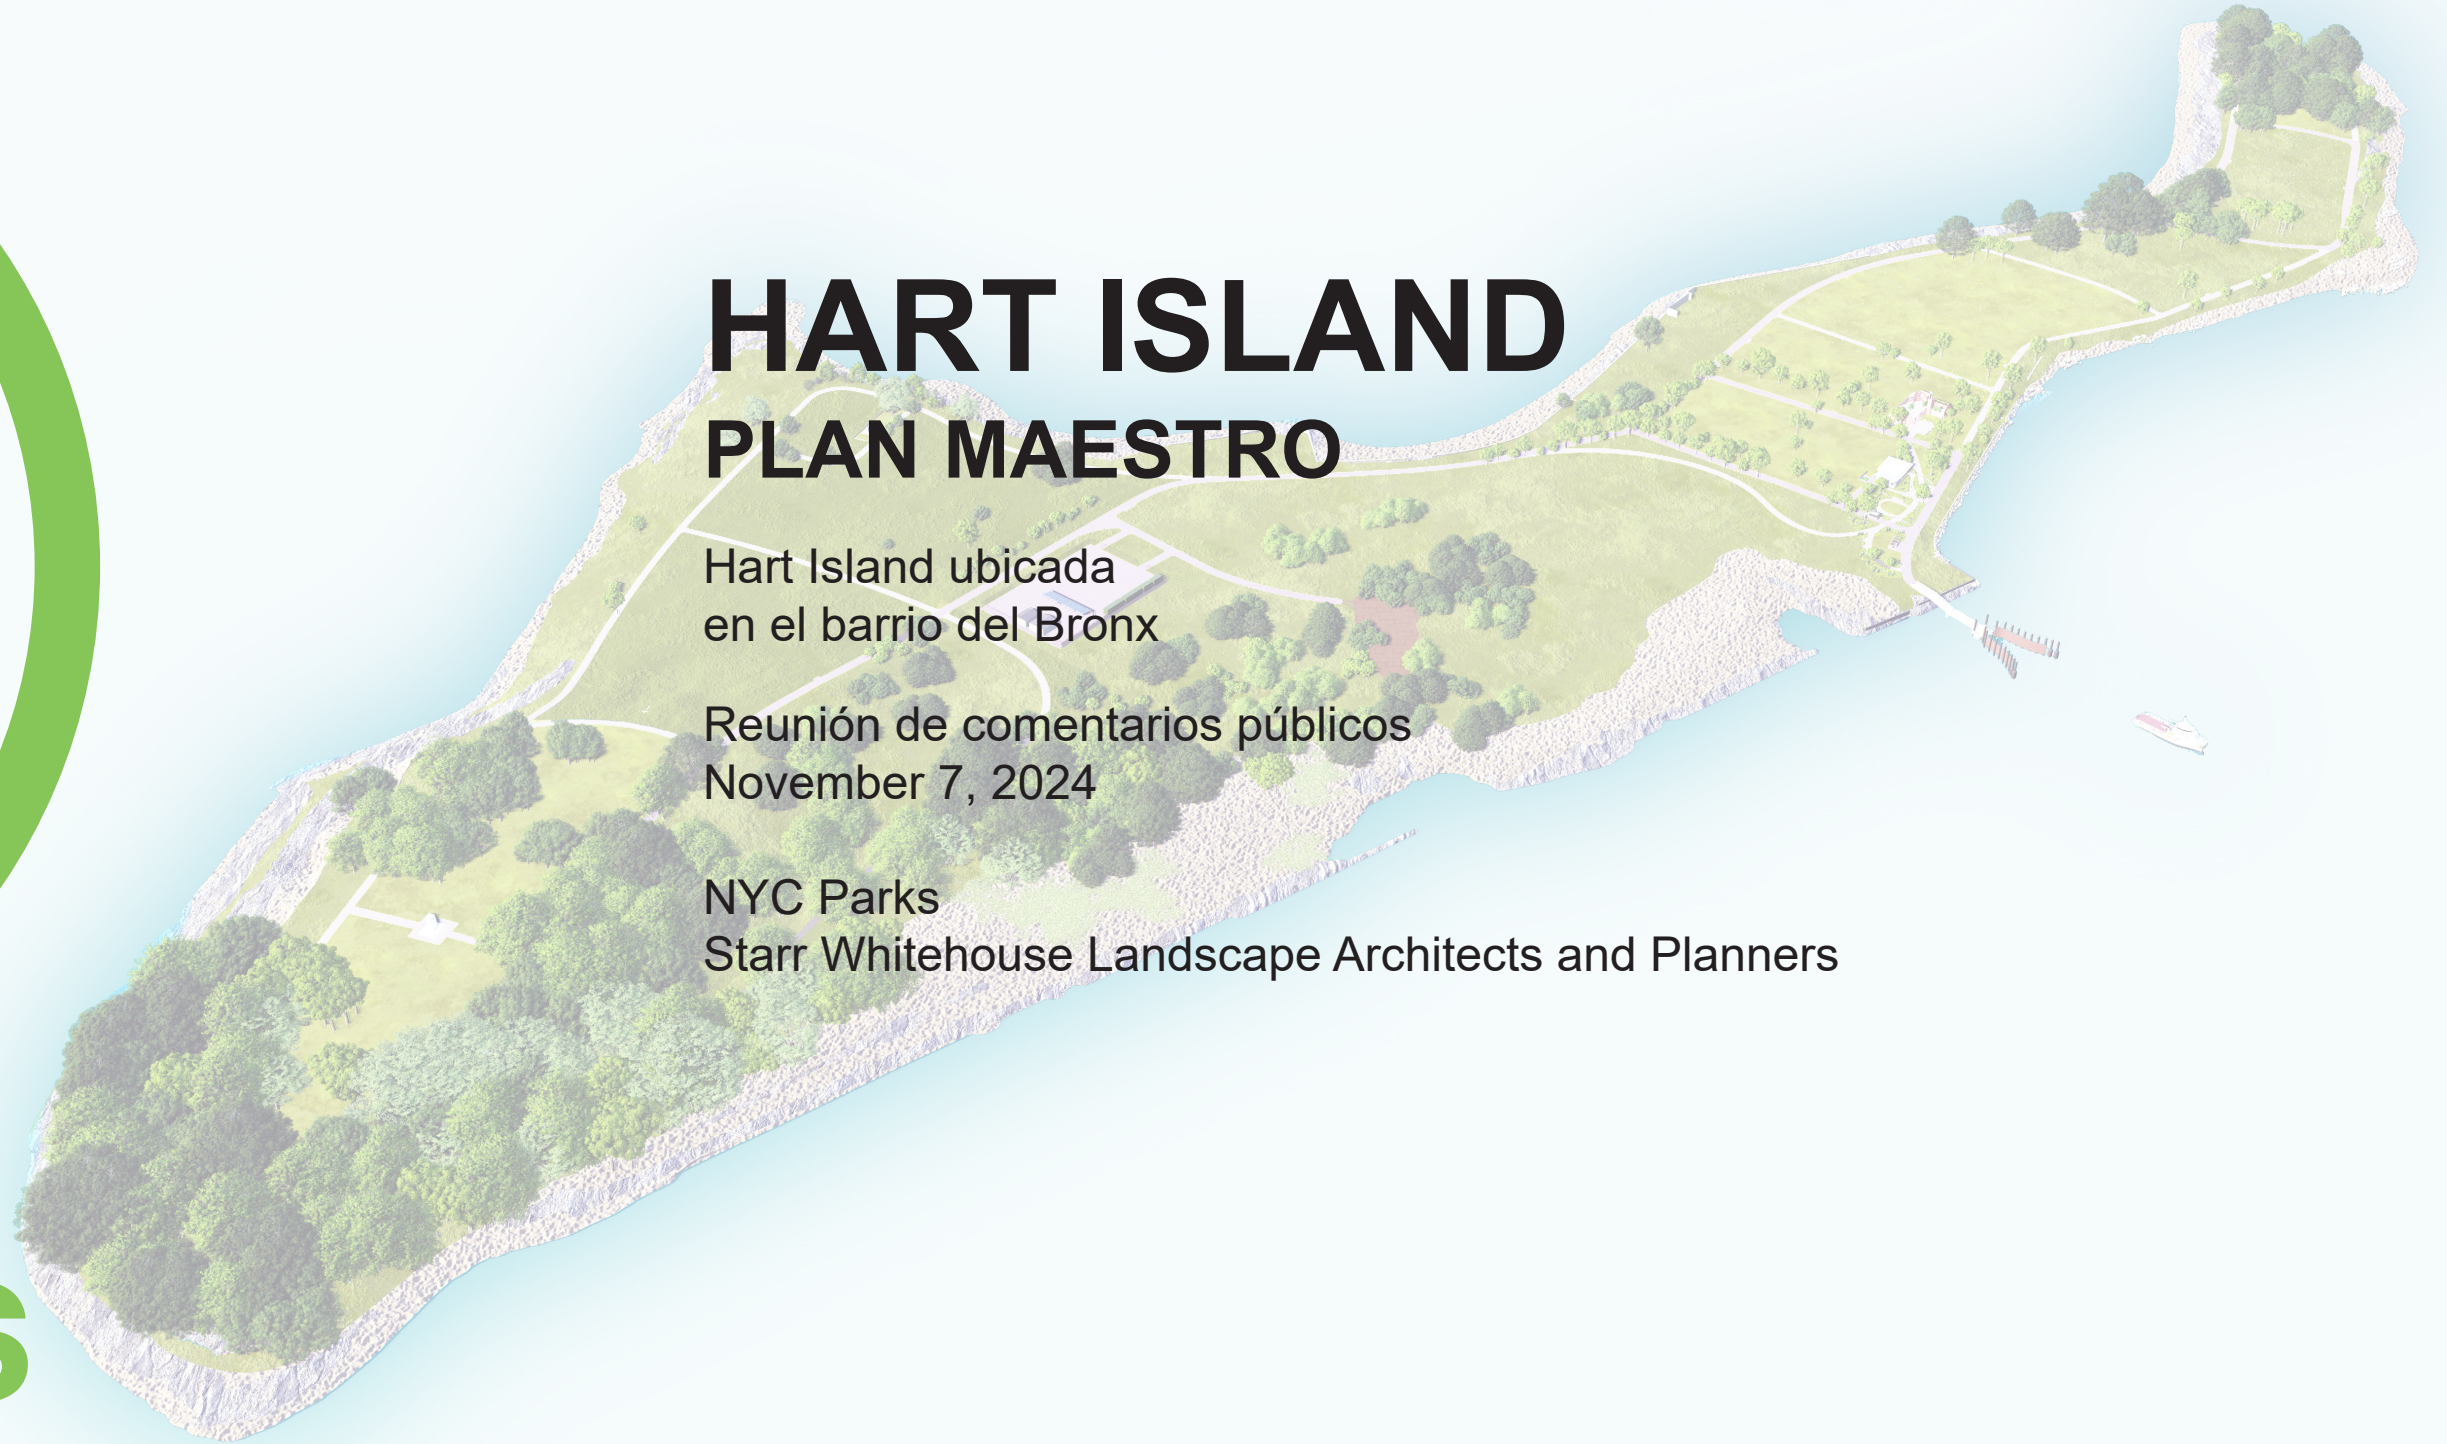 HART ISLAND
PLAN MAESTRO
Hart Island ubicada
en el barrio del Bronx
Reunión de comentarios públicos
November 7, 2024
NYC Parks
Starr Whitehouse Landscape Architects and Planners